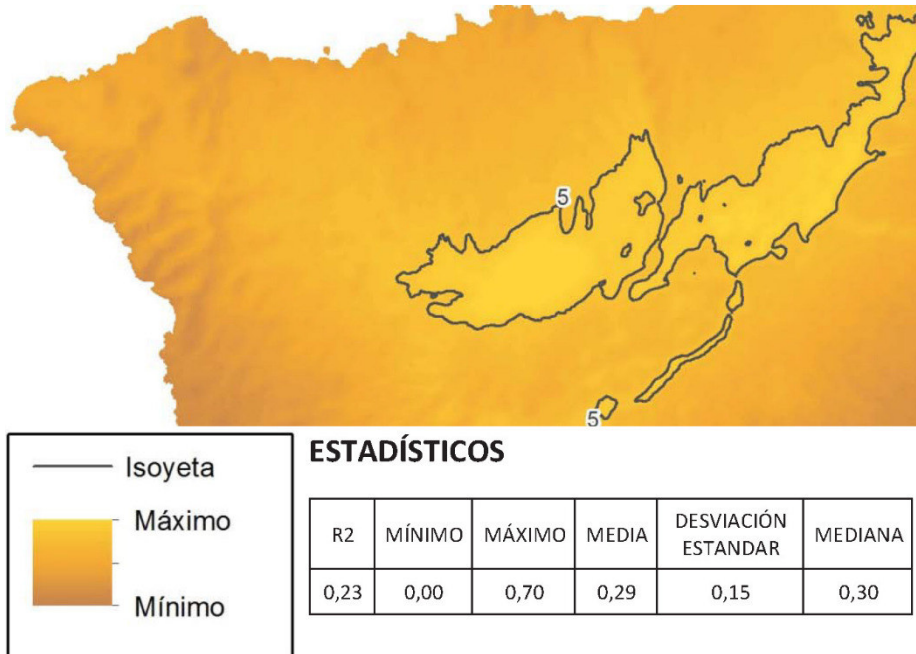 5
5
Isoyeta
Máximo
Mínimo
ESTADÍSTICOS
R2 MÍNIMO MÁXIMO MEDIA DESVIACIÓN ESTANDAR MEDIANA
0,23 0,00 0,70 0,29 0,15 0,30